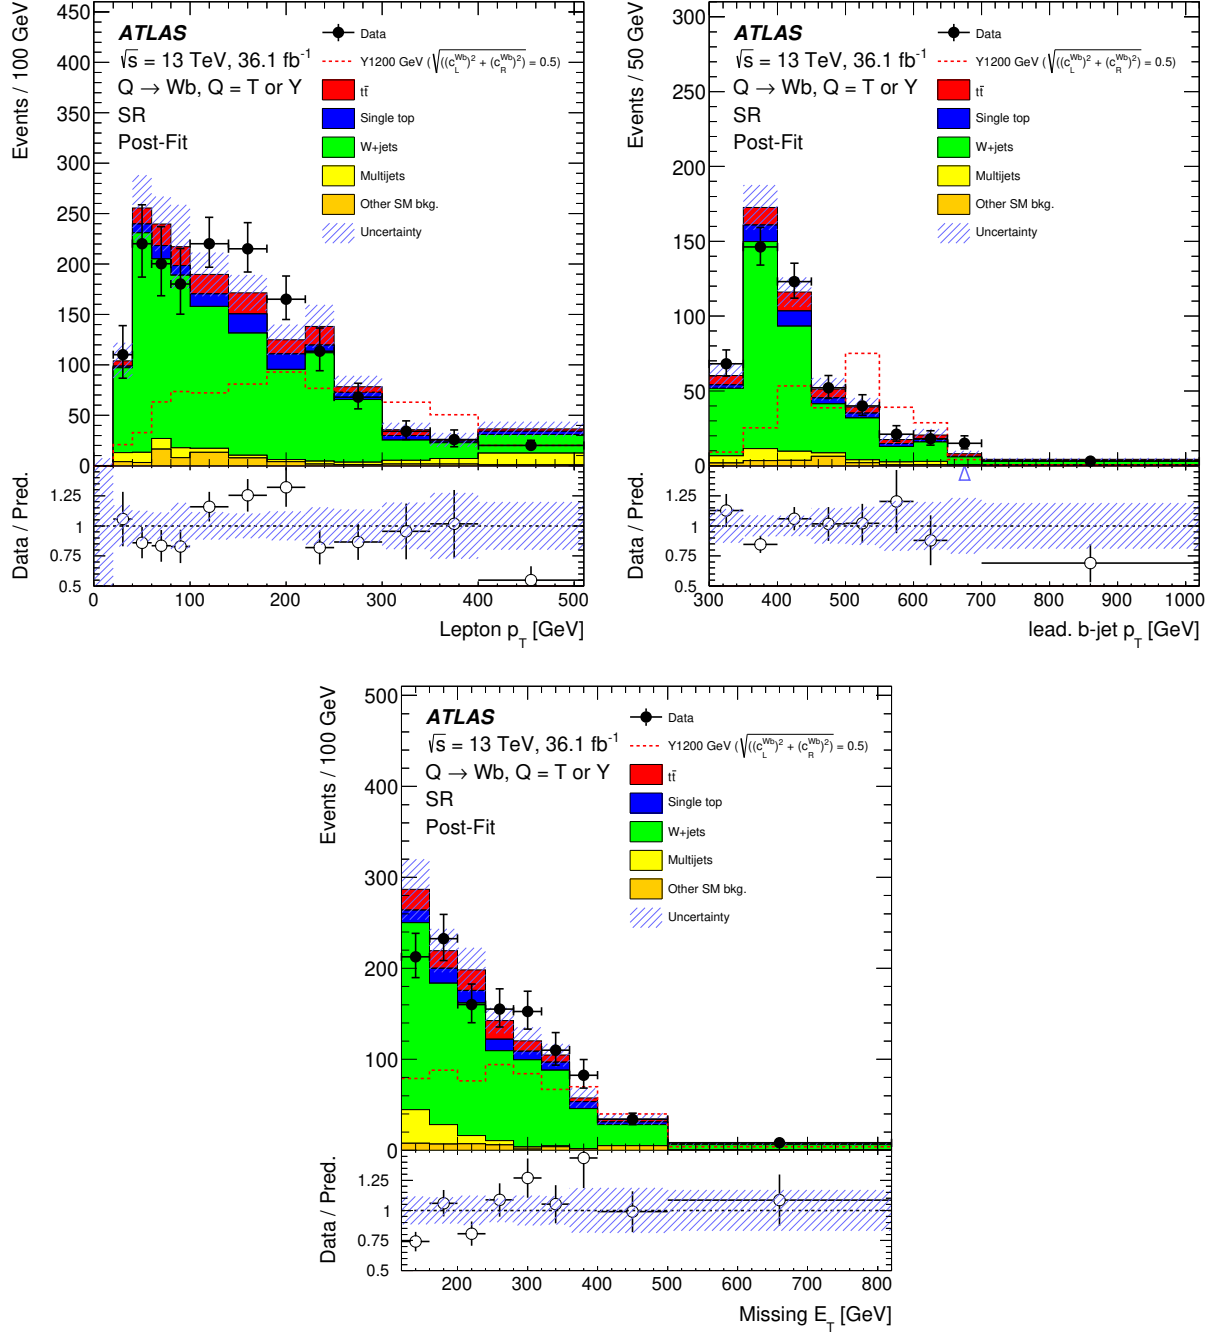 Events / 100 GeV
450
400
350
300
250
200
150
100
50
0
ATLAS
√s = 13 TeV, 36.1 fb⁻¹
Q → Wb, Q = T or Y
SR
Post-Fit
Data
Y1200 GeV (√((c_L^Wb)² + (c_R^Wb)²) = 0.5)
tt̄
Single top
W+jets
Multijets
Other SM bkg.
Uncertainty
Data / Pred.
1.25
1
0.75
0.5
0 100 200 300 400 500
Lepton p_T [GeV]
Events / 50 GeV
300
250
200
150
100
50
0
ATLAS
√s = 13 TeV, 36.1 fb⁻¹
Q → Wb, Q = T or Y
SR
Post-Fit
Data
Y1200 GeV (√((c_L^Wb)² + (c_R^Wb)²) = 0.5)
tt̄
Single top
W+jets
Multijets
Other SM bkg.
Uncertainty
Data / Pred.
1.25
1
0.75
0.5
300 400 500 600 700 800 900 1000
lead. b-jet p_T [GeV]
Events / 100 GeV
500
400
300
200
100
0
ATLAS
√s = 13 TeV, 36.1 fb⁻¹
Q → Wb, Q = T or Y
SR
Post-Fit
Data
Y1200 GeV (√((c_L^Wb)² + (c_R^Wb)²) = 0.5)
tt̄
Single top
W+jets
Multijets
Other SM bkg.
Uncertainty
Data / Pred.
1.25
1
0.75
0.5
200 300 400 500 600 700 800
Missing E_T [GeV]